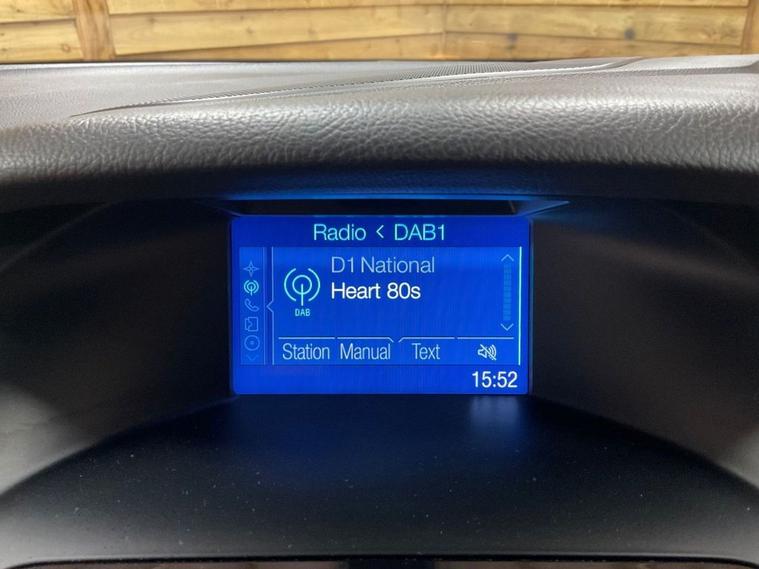 Radio < DAB1
D1 National
Heart 80s
DAB
Station Manual Text
15:52